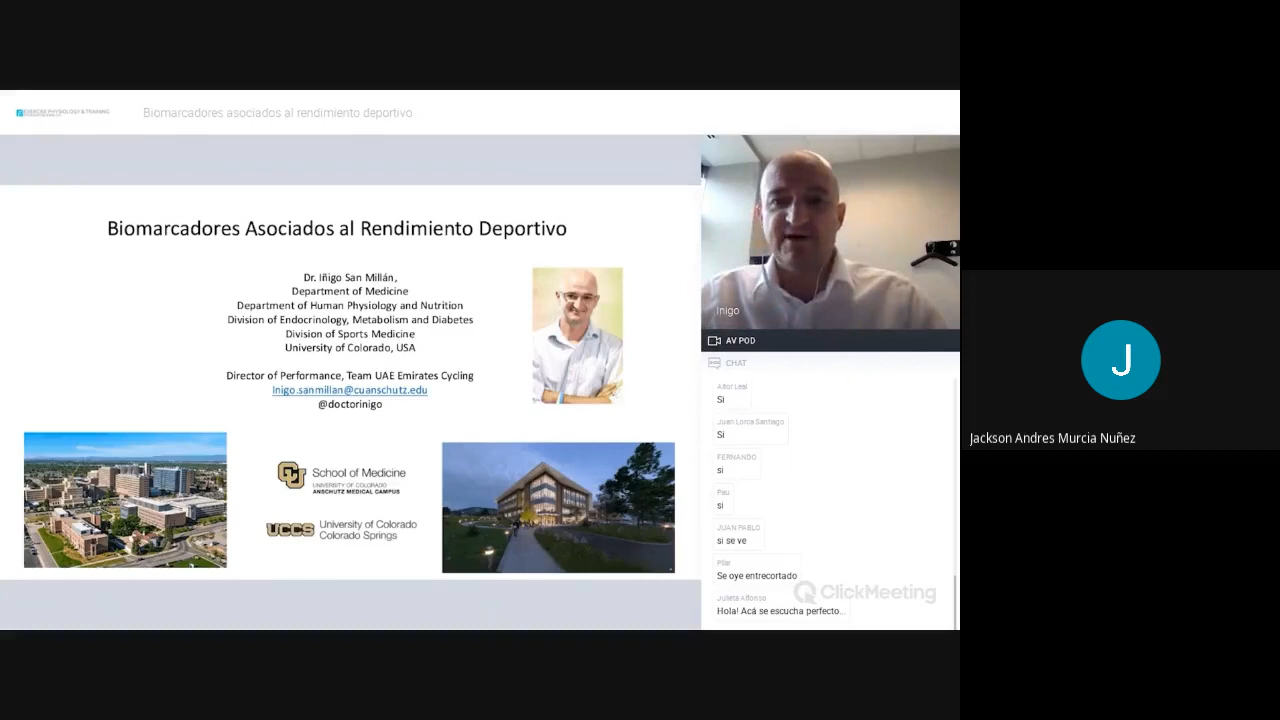 EXERCISE PHYSIOLOGY & TRAINING
Biomarcadores asociados al rendimiento deportivo
Biomarcadores Asociados al Rendimiento Deportivo
Dr. Iñigo San Millán,
Department of Medicine
Department of Human Physiology and Nutrition
Division of Endocrinology, Metabolism and Diabetes
Division of Sports Medicine
University of Colorado, USA
Director of Performance, Team UAE Emirates Cycling
Inigo.sanmillan@cuanschutz.edu
@doctorinigo
CU
School of Medicine
UNIVERSITY OF COLORADO
ANSCHUTZ MEDICAL CAMPUS
UCCS
University of Colorado
Colorado Springs
Inigo
AV POD
CHAT
Aitor Leal
Si
Juan Lorca Santiago
Si
FERNANDO
si
Pau
si
JUAN PABLO
si se ve
Pilar
Se oye entrecortado
ClickMeeting
Julieta Affonso
Hola! Acá se escucha perfecto...
J
Jackson Andres Murcia Nuñez